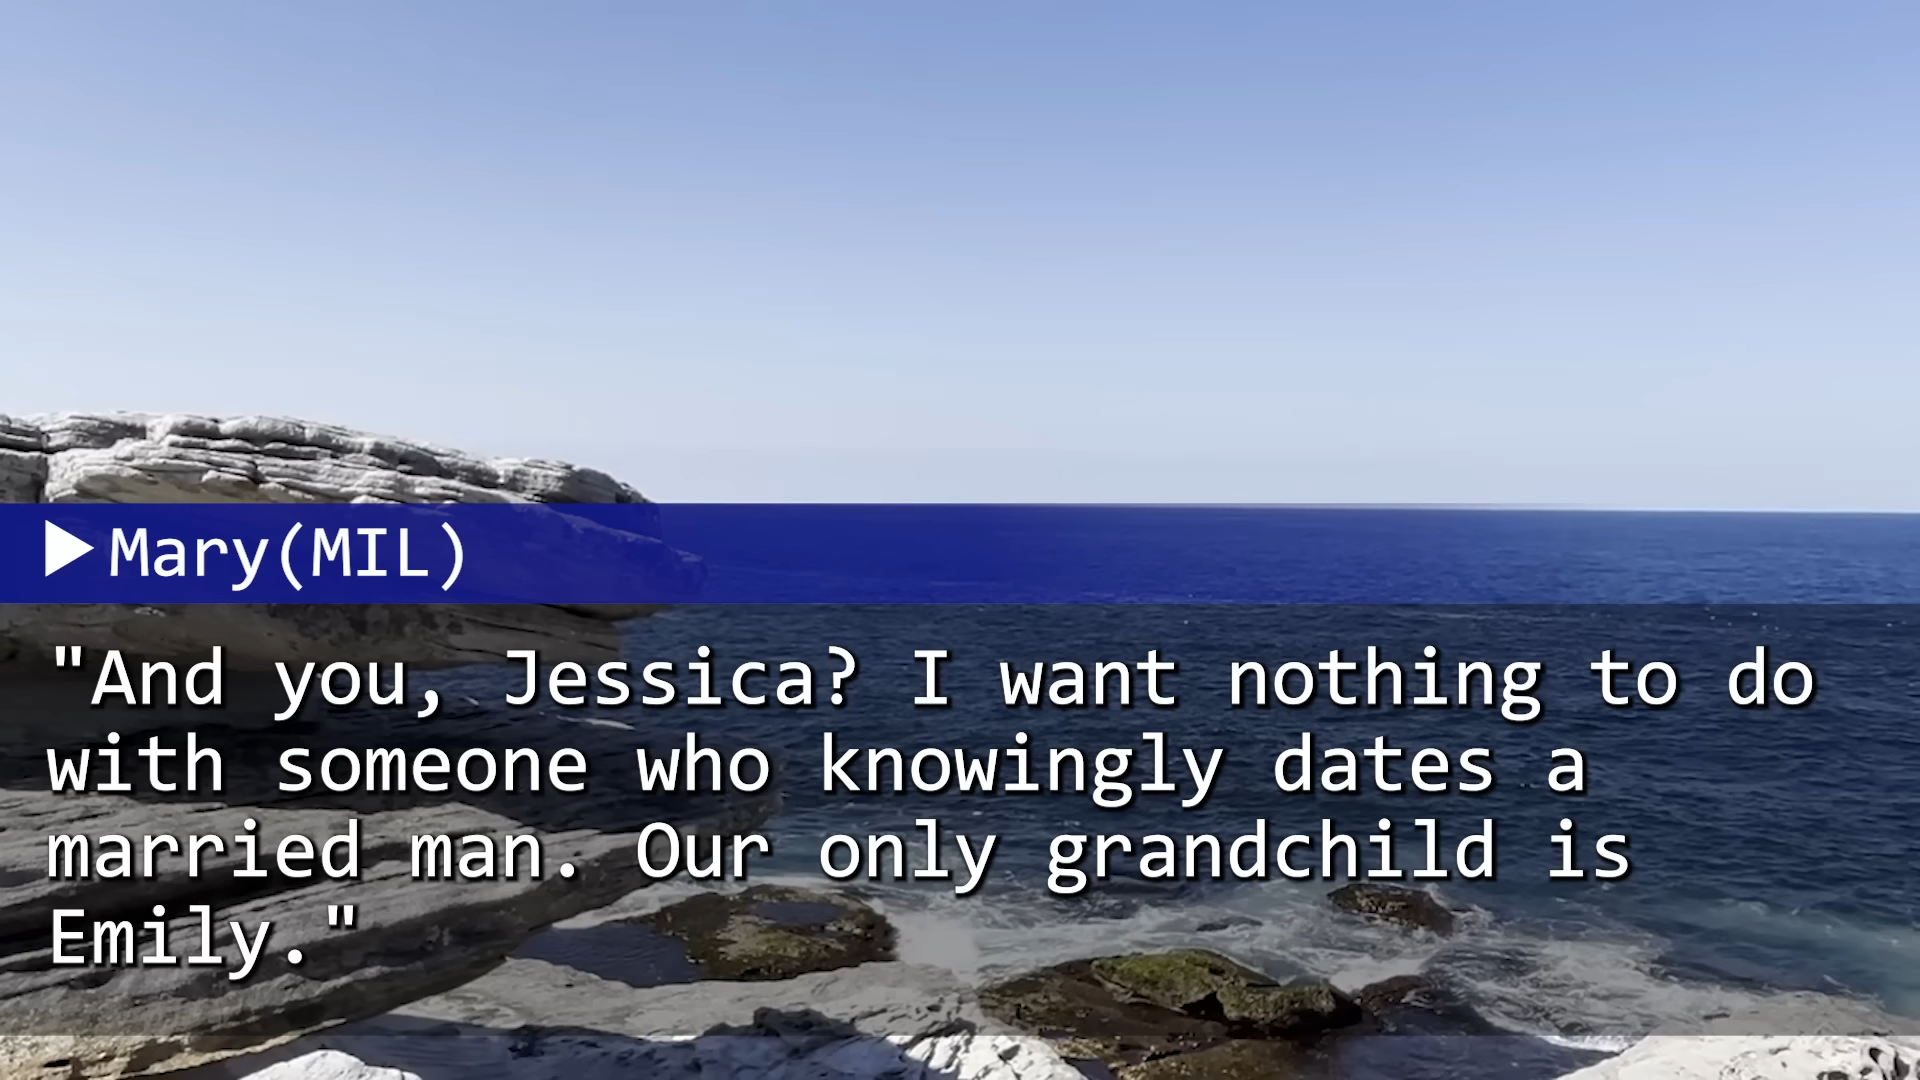 ▶Mary(MIL)
"And you, Jessica? I want nothing to do
with someone who knowingly dates a
married man. Our only grandchild is
Emily."